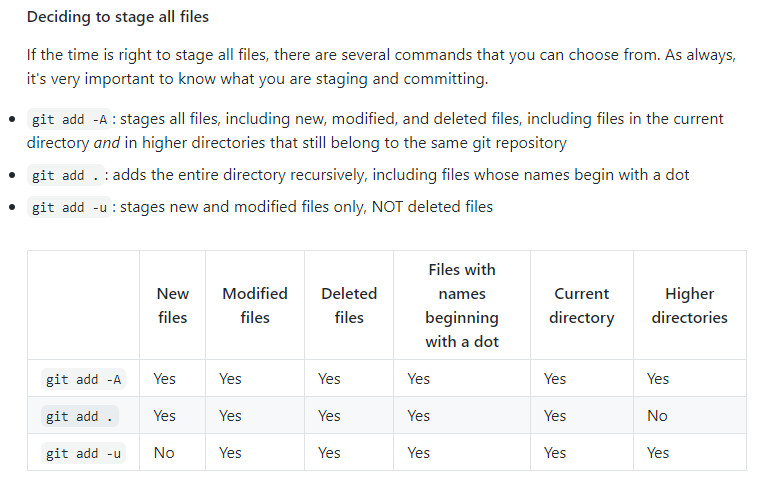 Deciding to stage all files
If the time is right to stage all files, there are several commands that you can choose from. As always,
it's very important to know what you are staging and committing.
• git add -A : stages all files, including new, modified, and deleted files, including files in the current
directory and in higher directories that still belong to the same git repository
• git add . : adds the entire directory recursively, including files whose names begin with a dot
• git add -u : stages new and modified files only, NOT deleted files
New files Modified files Deleted files Files with names beginning with a dot Current directory Higher directories
git add -A Yes Yes Yes Yes Yes Yes
git add . Yes Yes Yes Yes Yes No
git add -u No Yes Yes Yes Yes Yes